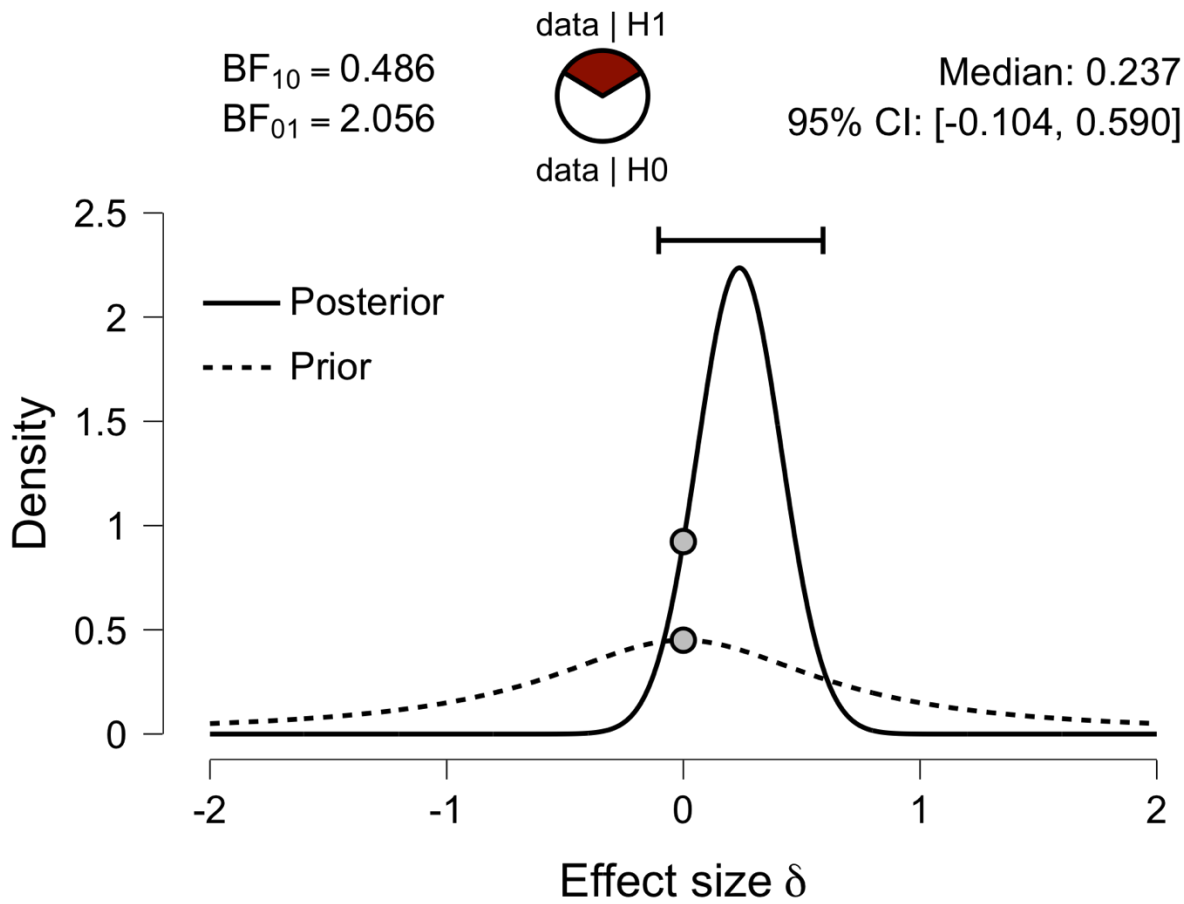 data | H1
BF₁₀ = 0.486
BF₀₁ = 2.056
Median: 0.237
95% CI: [-0.104, 0.590]
data | H0
2.5
2
1.5
1
0.5
0
Density
Posterior
Prior
-2
-1
0
1
2
Effect size δ